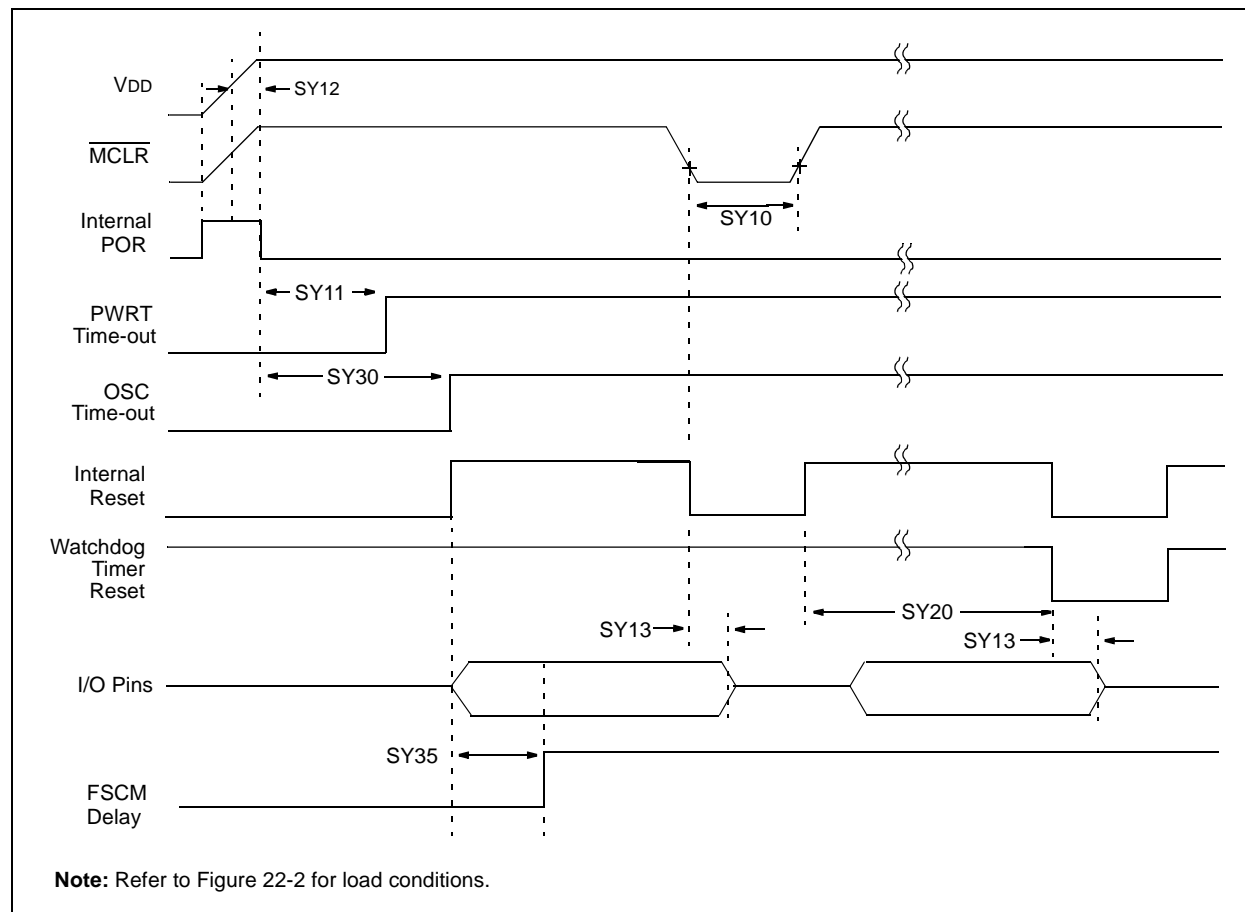 VDD
SY12
MCLR
SY10
Internal
POR
SY11
PWRT
Time-out
SY30
OSC
Time-out
Internal
Reset
Watchdog
Timer
Reset
SY20
SY13
SY13
I/O Pins
SY35
FSCM
Delay
Note: Refer to Figure 22-2 for load conditions.